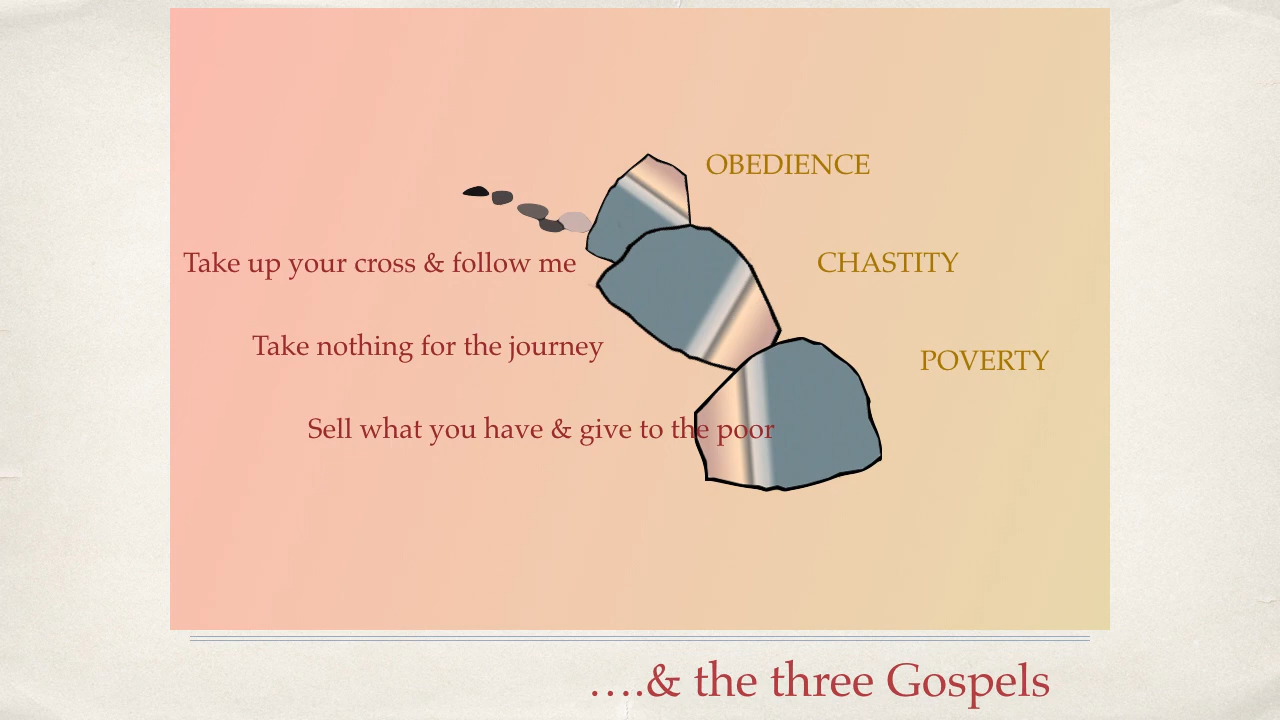 OBEDIENCE
Take up your cross & follow me
CHASTITY
Take nothing for the journey
POVERTY
Sell what you have & give to the poor
….& the three Gospels